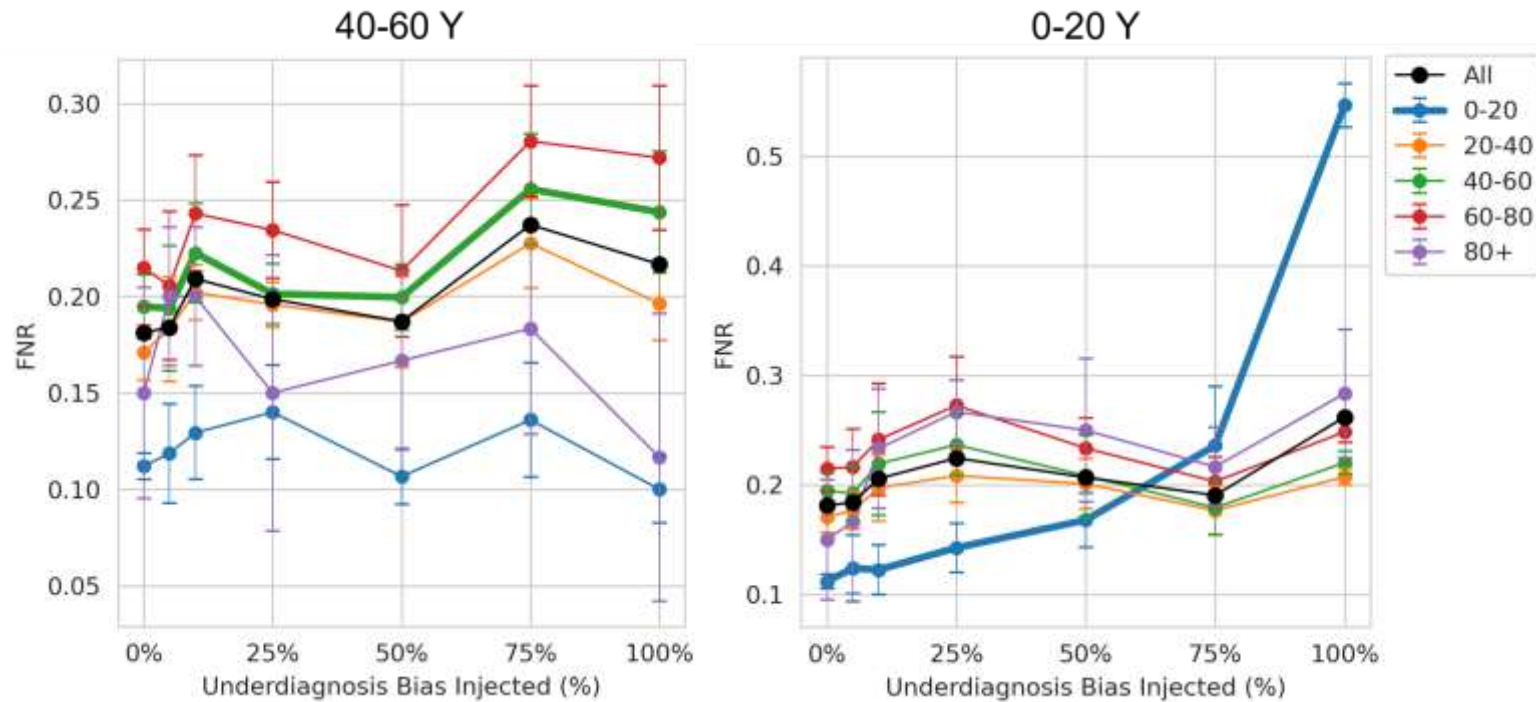 40-60 Y
0-20 Y
FNR
0.30
0.25
0.20
0.15
0.10
0.05
0% 25% 50% 75% 100%
Underdiagnosis Bias Injected (%)
FNR
0.5
0.4
0.3
0.2
0.1
0% 25% 50% 75% 100%
Underdiagnosis Bias Injected (%)
All
0-20
20-40
40-60
60-80
80+